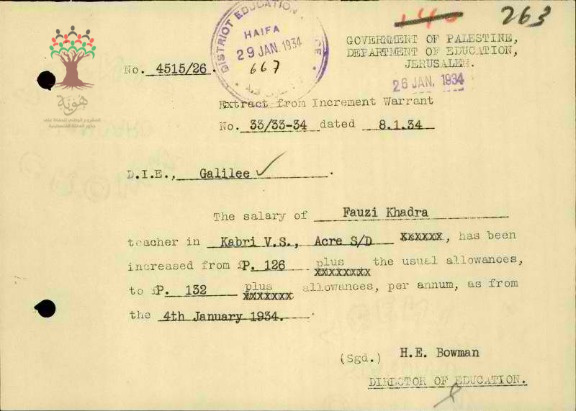 140 263
DISTRICT EDUCATION OFFICE
HAIFA
29 JAN. 1934
667
GOVERNMENT OF PALESTINE,
DEPARTMENT OF EDUCATION,
JERUSALEM.
26 JAN. 1934
No. 4515/26.
هوية
Extract from Increment Warrant
No. 33/33-34 dated 8.1.34
D.I.E., Galilee ✓ .
The salary of Fauzi Khadra
teacher in Kabri V.S., Acre S/D xxxxxx, has been
increased from £P. 126 plus xxxxxxxx the usual allowances,
to £P. 132 plus xxxxxxx allowances, per annum, as from
the 4th January 1934. .
(Sgd.) H.E. Bowman
DIRECTOR OF EDUCATION.